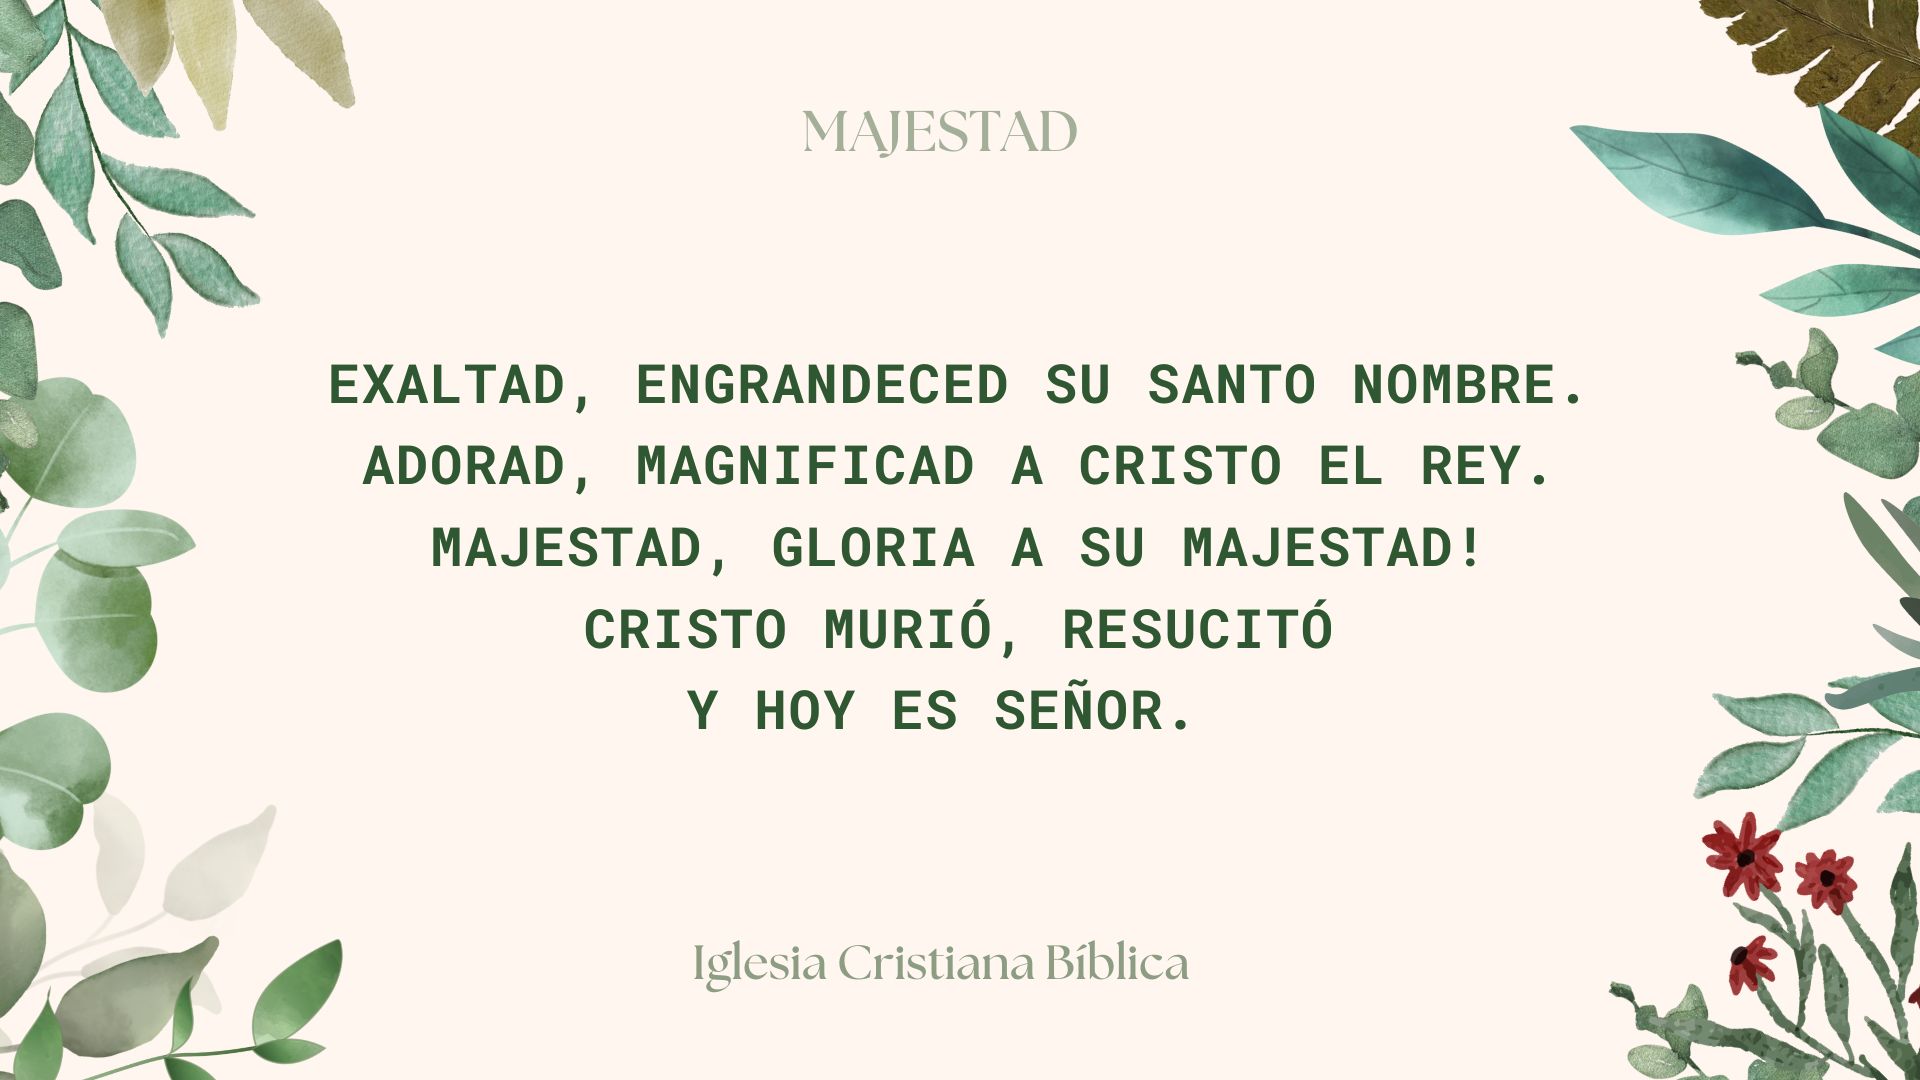 MAJESTAD
EXALTAD, ENGRANDECED SU SANTO NOMBRE.
ADORAD, MAGNIFICAD A CRISTO EL REY.
MAJESTAD, GLORIA A SU MAJESTAD!
CRISTO MURIÓ, RESUCITÓ
Y HOY ES SEÑOR.
Iglesia Cristiana Bíblica